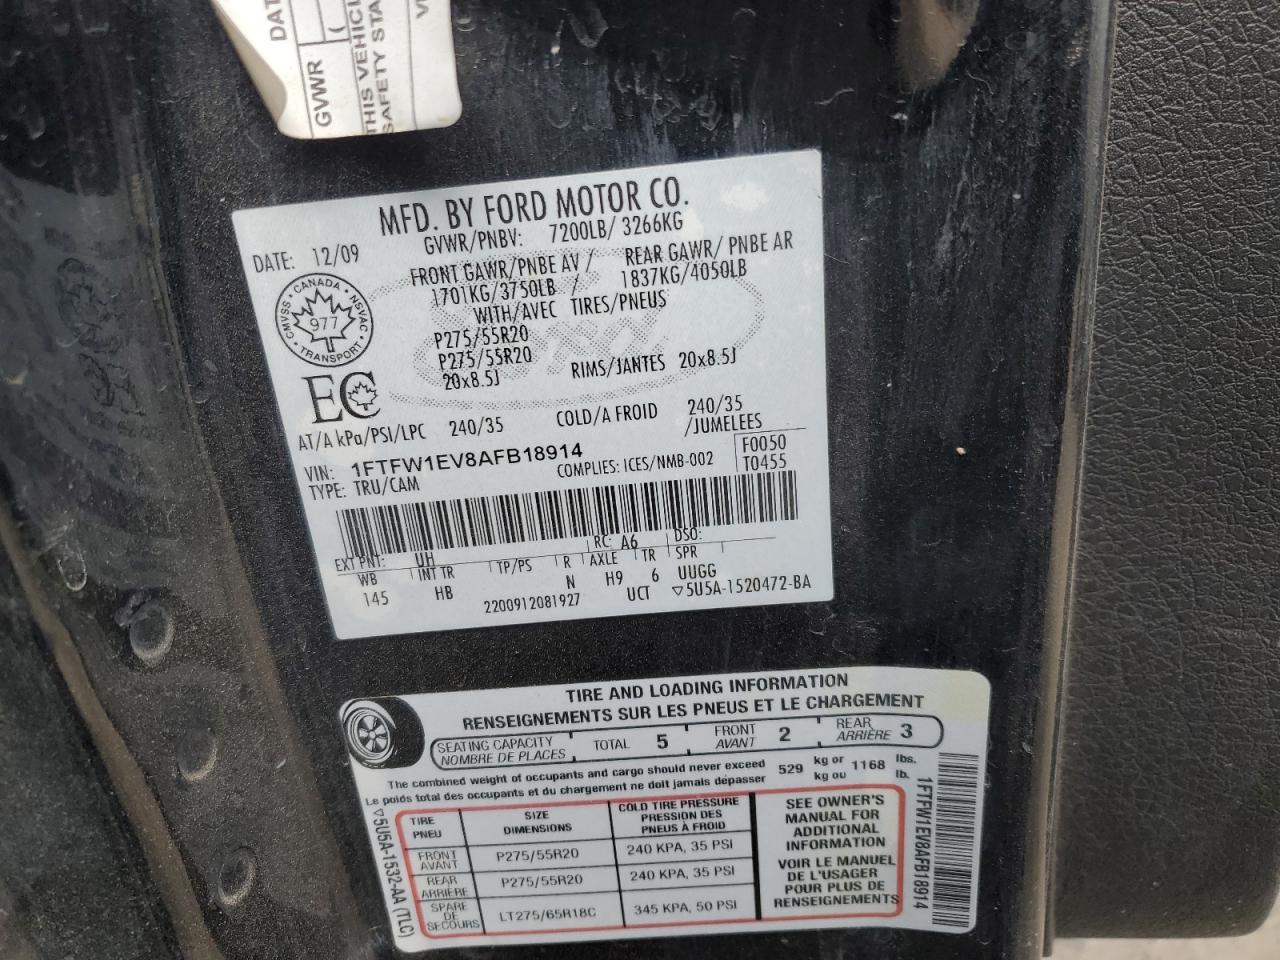 DAT
GVWR
(
THIS VEHICL
SAFETY STA
MFD. BY FORD MOTOR CO.
DATE: 12/09
GVWR/PNBV: 7200LB/ 3266KG
FRONT GAWR/PNBE AV / REAR GAWR/ PNBE AR
1701KG/3750LB / 1837KG/4050LB
WITH/AVEC TIRES/PNEUS
P275/55R20
P275/55R20
20x8.5J RIMS/JANTES 20x8.5J
CANADA
CMVSS • NSVAC
977
TRANSPORT
EC
AT/A kPa/PSI/LPC 240/35 COLD/A FROID 240/35
/JUMELEES
VIN: 1FTFW1EV8AFB18914
COMPLIES: ICES/NMB-002
F0050
T0455
TYPE: TRU/CAM
EXT PNT: UH RC: A6 DSO:
WB INT TR TP/PS R AXLE TR SPR
145 HB N H9 6 UUGG
2200912081927 UCT ▽5U5A-1520472-BA
TIRE AND LOADING INFORMATION
RENSEIGNEMENTS SUR LES PNEUS ET LE CHARGEMENT
SEATING CAPACITY
NOMBRE DE PLACES
TOTAL 5
FRONT
AVANT 2
REAR
ARRIÈRE 3
The combined weight of occupants and cargo should never exceed
Le poids total des occupants et du chargement ne doit jamais dépasser
529 kg or 1168 lbs.
kg ou lb.
TIRE
PNEU
SIZE
DIMENSIONS
COLD TIRE PRESSURE
PRESSION DES
PNEUS À FROID
FRONT
AVANT
P275/55R20
240 KPA, 35 PSI
REAR
ARRIÈRE
P275/55R20
240 KPA, 35 PSI
SPARE
DE
SECOURS
LT275/65R18C
345 KPA, 50 PSI
SEE OWNER'S
MANUAL FOR
ADDITIONAL
INFORMATION
VOIR LE MANUEL
DE L'USAGER
POUR PLUS DE
RENSEIGNEMENTS
▽5U5A-1532-AA (TLC)
1FTFW1EV8AFB18914